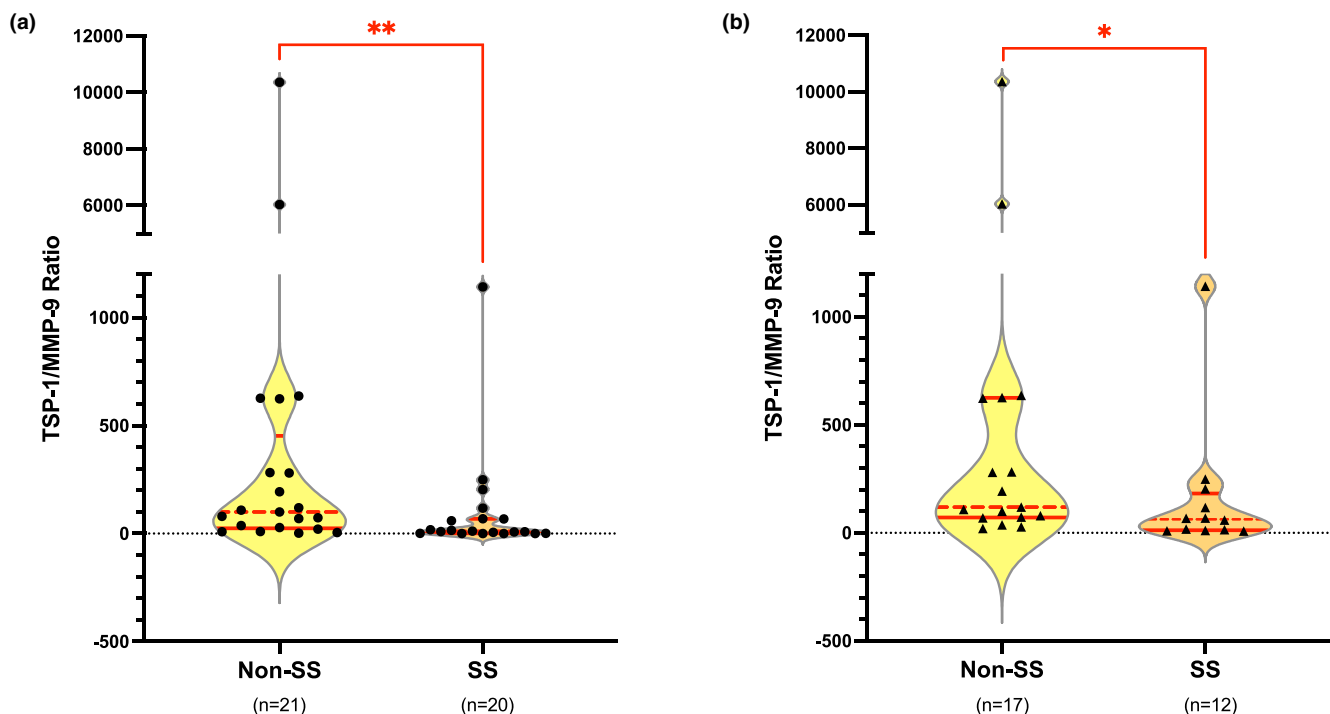 (a)
**
12000
10000
8000
6000
1000
500
0
-500
TSP-1/MMP-9 Ratio
Non-SS
SS
(n=21)
(n=20)
(b)
*
12000
10000
8000
6000
1000
500
0
-500
TSP-1/MMP-9 Ratio
Non-SS
SS
(n=17)
(n=12)